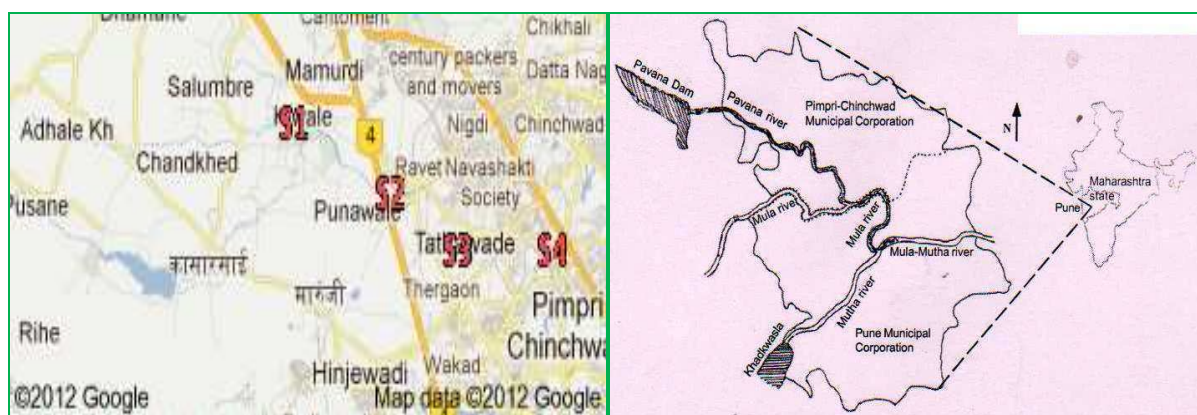 Cantoment
Chikhali
century packers
and movers
Datta Nag
Mamurdi
Salumbre
S1
Nigdi
Chinchwad
Adhale Kh
4
Chandkhed
Ravet Navashakti
Society
S2
Pusane
Punawale
S3
S4
कासारसाई
मारुंजी
Thergaon
Pimpri
Chinchwa
Rihe
Hinjewadi
Wakad
©2012 Google
Map data ©2012 Google
Pavana Dam
Pavana river
Pimpri-Chinchwad
Municipal Corporation
N
Maharashtra
state
Pune
Mula river
Mula river
Mula-Mutha river
Mutha river
Khadkwasla
Pune Municipal
Corporation